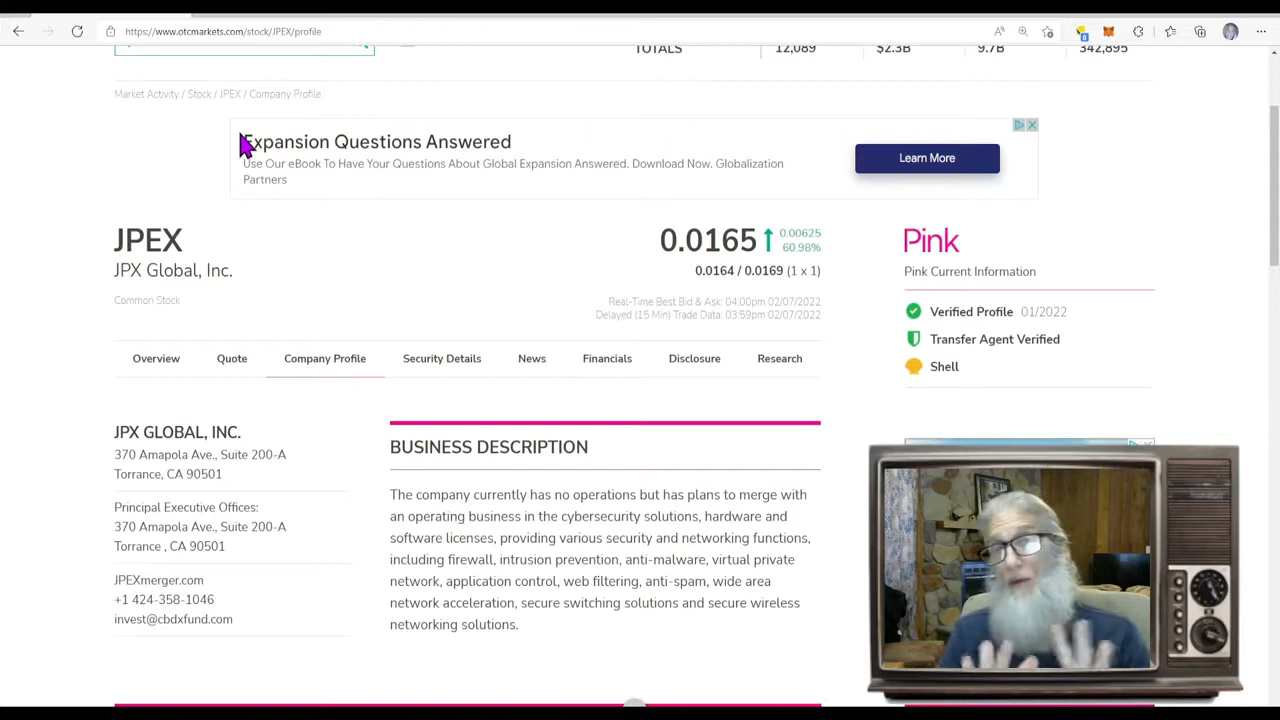 https://www.otcmarkets.com/stock/JPEX/profile
TOTALS 12,089 $2.3B 9.7B 342,895
Market Activity / Stock / JPEX / Company Profile
Expansion Questions Answered
Use Our eBook To Have Your Questions About Global Expansion Answered. Download Now. Globalization
Partners
Learn More
JPEX
JPX Global, Inc.
Common Stock
0.0165 0.00625
60.98%
0.0164 / 0.0169 (1 x 1)
Real-Time Best Bid & Ask: 04:00pm 02/07/2022
Delayed (15 Min) Trade Data: 03:59pm 02/07/2022
Pink
Pink Current Information
Verified Profile 01/2022
Transfer Agent Verified
Shell
Overview Quote Company Profile Security Details News Financials Disclosure Research
JPX GLOBAL, INC.
370 Amapola Ave., Suite 200-A
Torrance, CA 90501
Principal Executive Offices:
370 Amapola Ave., Suite 200-A
Torrance , CA 90501
JPEXmerger.com
+1 424-358-1046
invest@cbdxfund.com
BUSINESS DESCRIPTION
The company currently has no operations but has plans to merge with
an operating business in the cybersecurity solutions, hardware and
software licenses, providing various security and networking functions,
including firewall, intrusion prevention, anti-malware, virtual private
network, application control, web filtering, anti-spam, wide area
network acceleration, secure switching solutions and secure wireless
networking solutions.